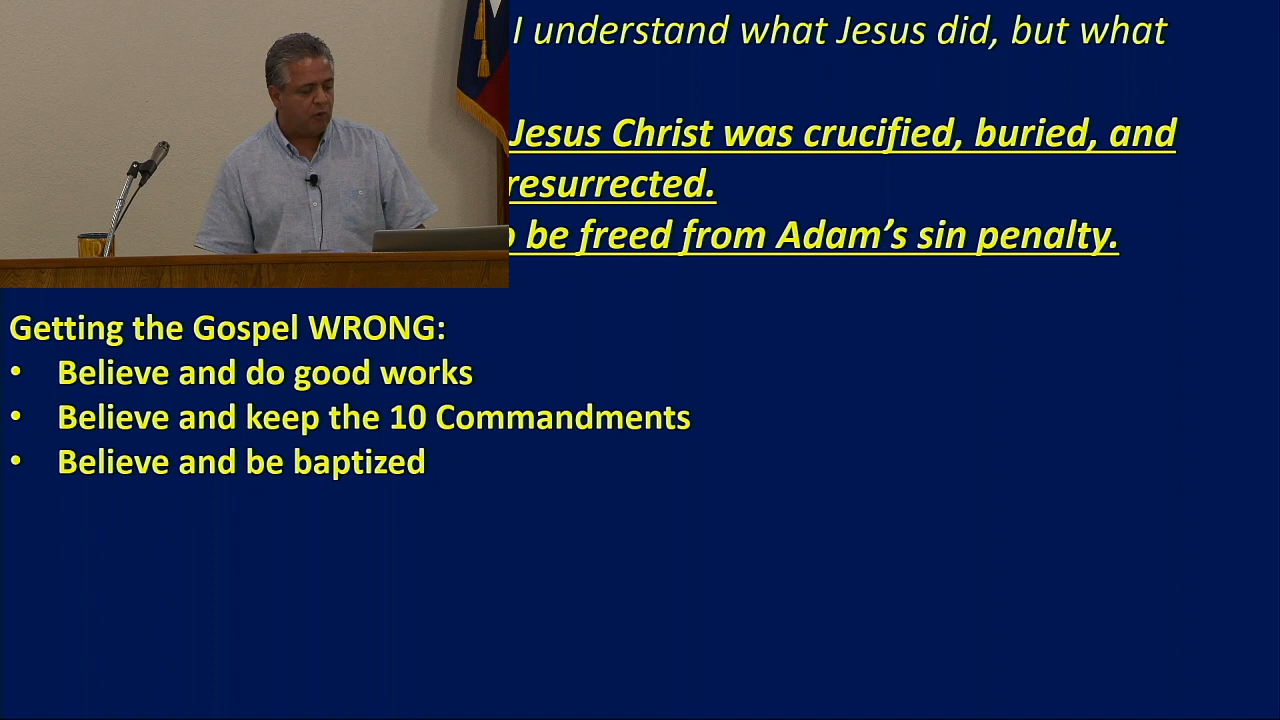 I understand what Jesus did, but what
Jesus Christ was crucified, buried, and
resurrected.
be freed from Adam's sin penalty.
Getting the Gospel WRONG:
• Believe and do good works
• Believe and keep the 10 Commandments
• Believe and be baptized